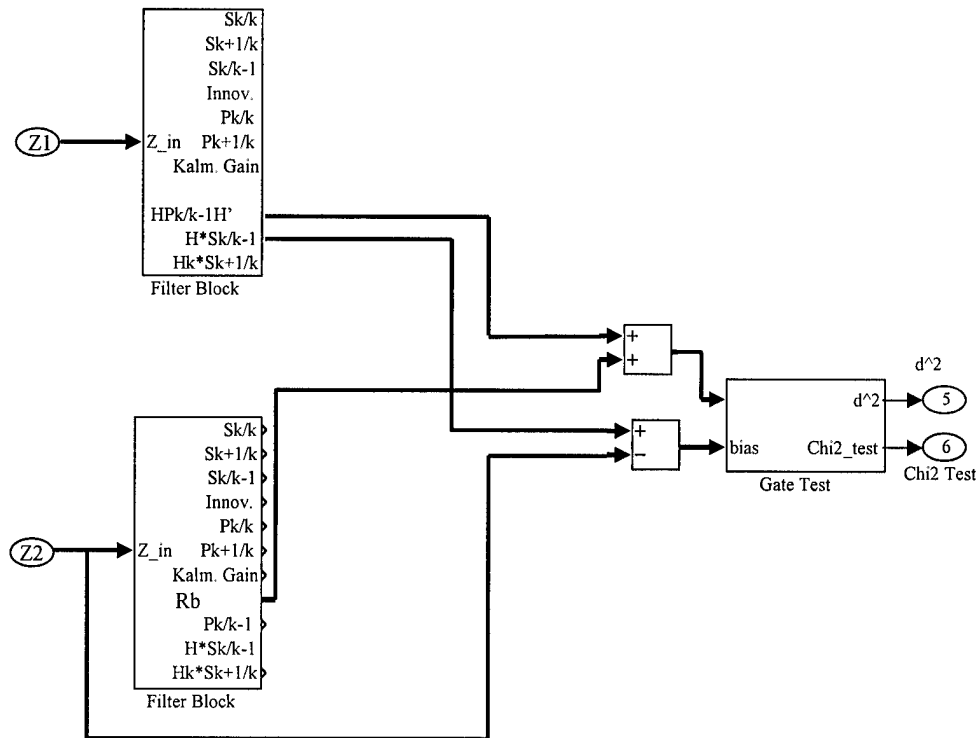 Sk/k
Sk+1/k
Sk/k-1
Innov.
Pk/k
Z1
Z_in Pk+1/k
Kalm. Gain
HPk/k-1H'
H*Sk/k-1
Hk*Sk+1/k
Filter Block
+
+
d^2
d^2
5
+
−
bias
Chi2_test
6
Gate Test
Chi2 Test
Sk/k
Sk+1/k
Sk/k-1
Innov.
Pk/k
Z2
Z_in Pk+1/k
Kalm. Gain
Rb
Pk/k-1
H*Sk/k-1
Hk*Sk+1/k
Filter Block